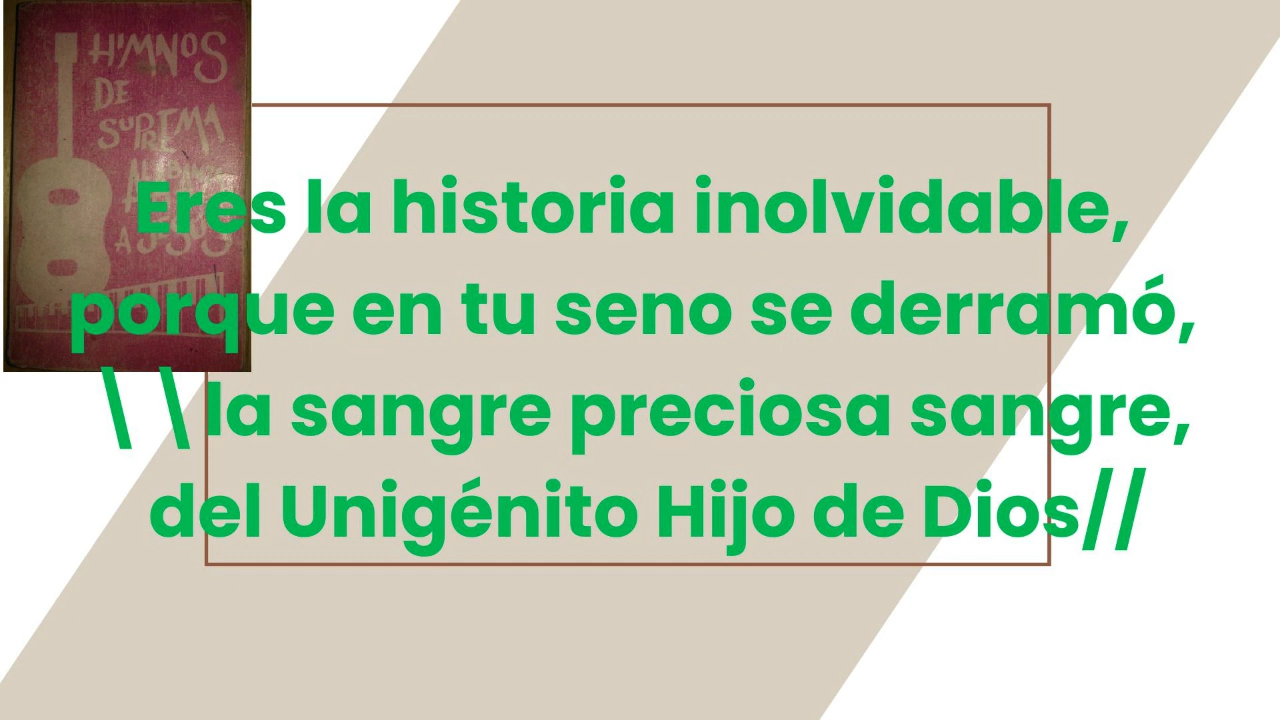 HIMNOS
DE
SUPREMA
Eres la historia inolvidable,
porque en tu seno se derramó,
\\la sangre preciosa sangre,
del Unigénito Hijo de Dios//